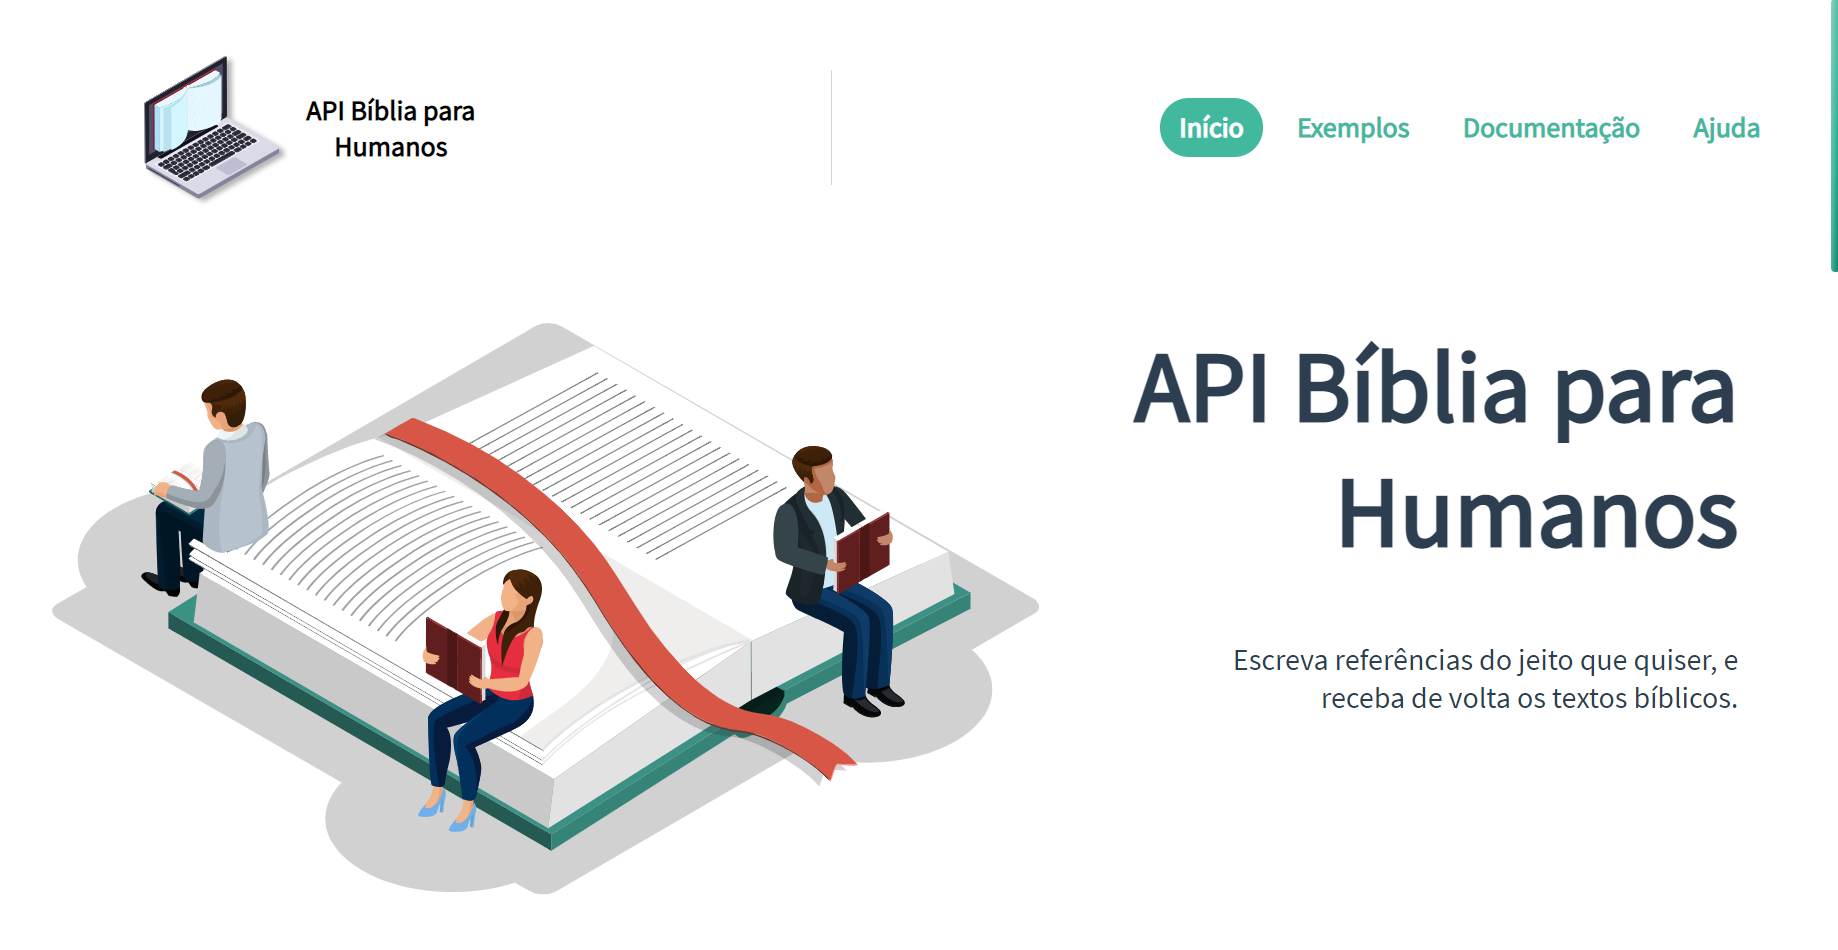 API Bíblia para
Humanos
Início
Exemplos
Documentação
Ajuda
API Bíblia para
Humanos
Escreva referências do jeito que quiser, e
receba de volta os textos bíblicos.